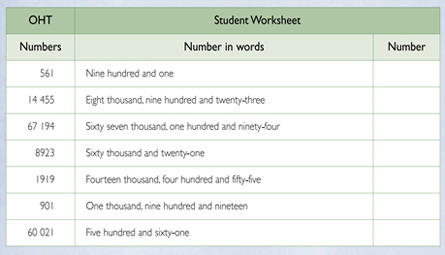 OHT Student Worksheet
Numbers Number in words Number
561 Nine hundred and one
14 455 Eight thousand, nine hundred and twenty-three
67 194 Sixty seven thousand, one hundred and ninety-four
8923 Sixty thousand and twenty-one
1919 Fourteen thousand, four hundred and fifty-five
901 One thousand, nine hundred and nineteen
60 021 Five hundred and sixty-one